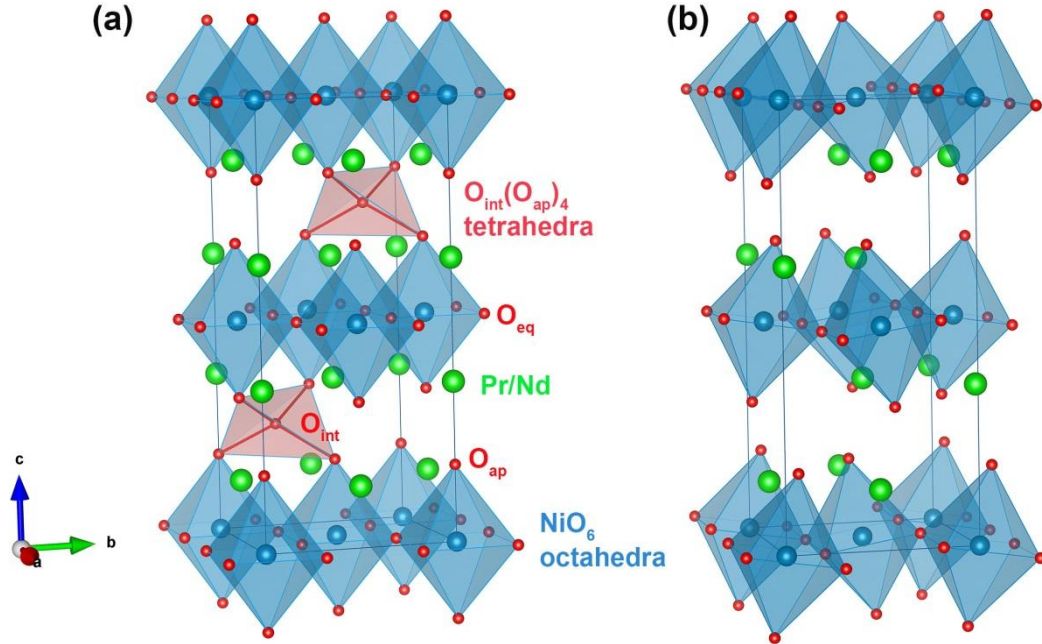 (a)
(b)
O_int(O_ap)_4
tetrahedra
O_eq
Pr/Nd
O_int
O_ap
NiO_6
octahedra
c
b
a